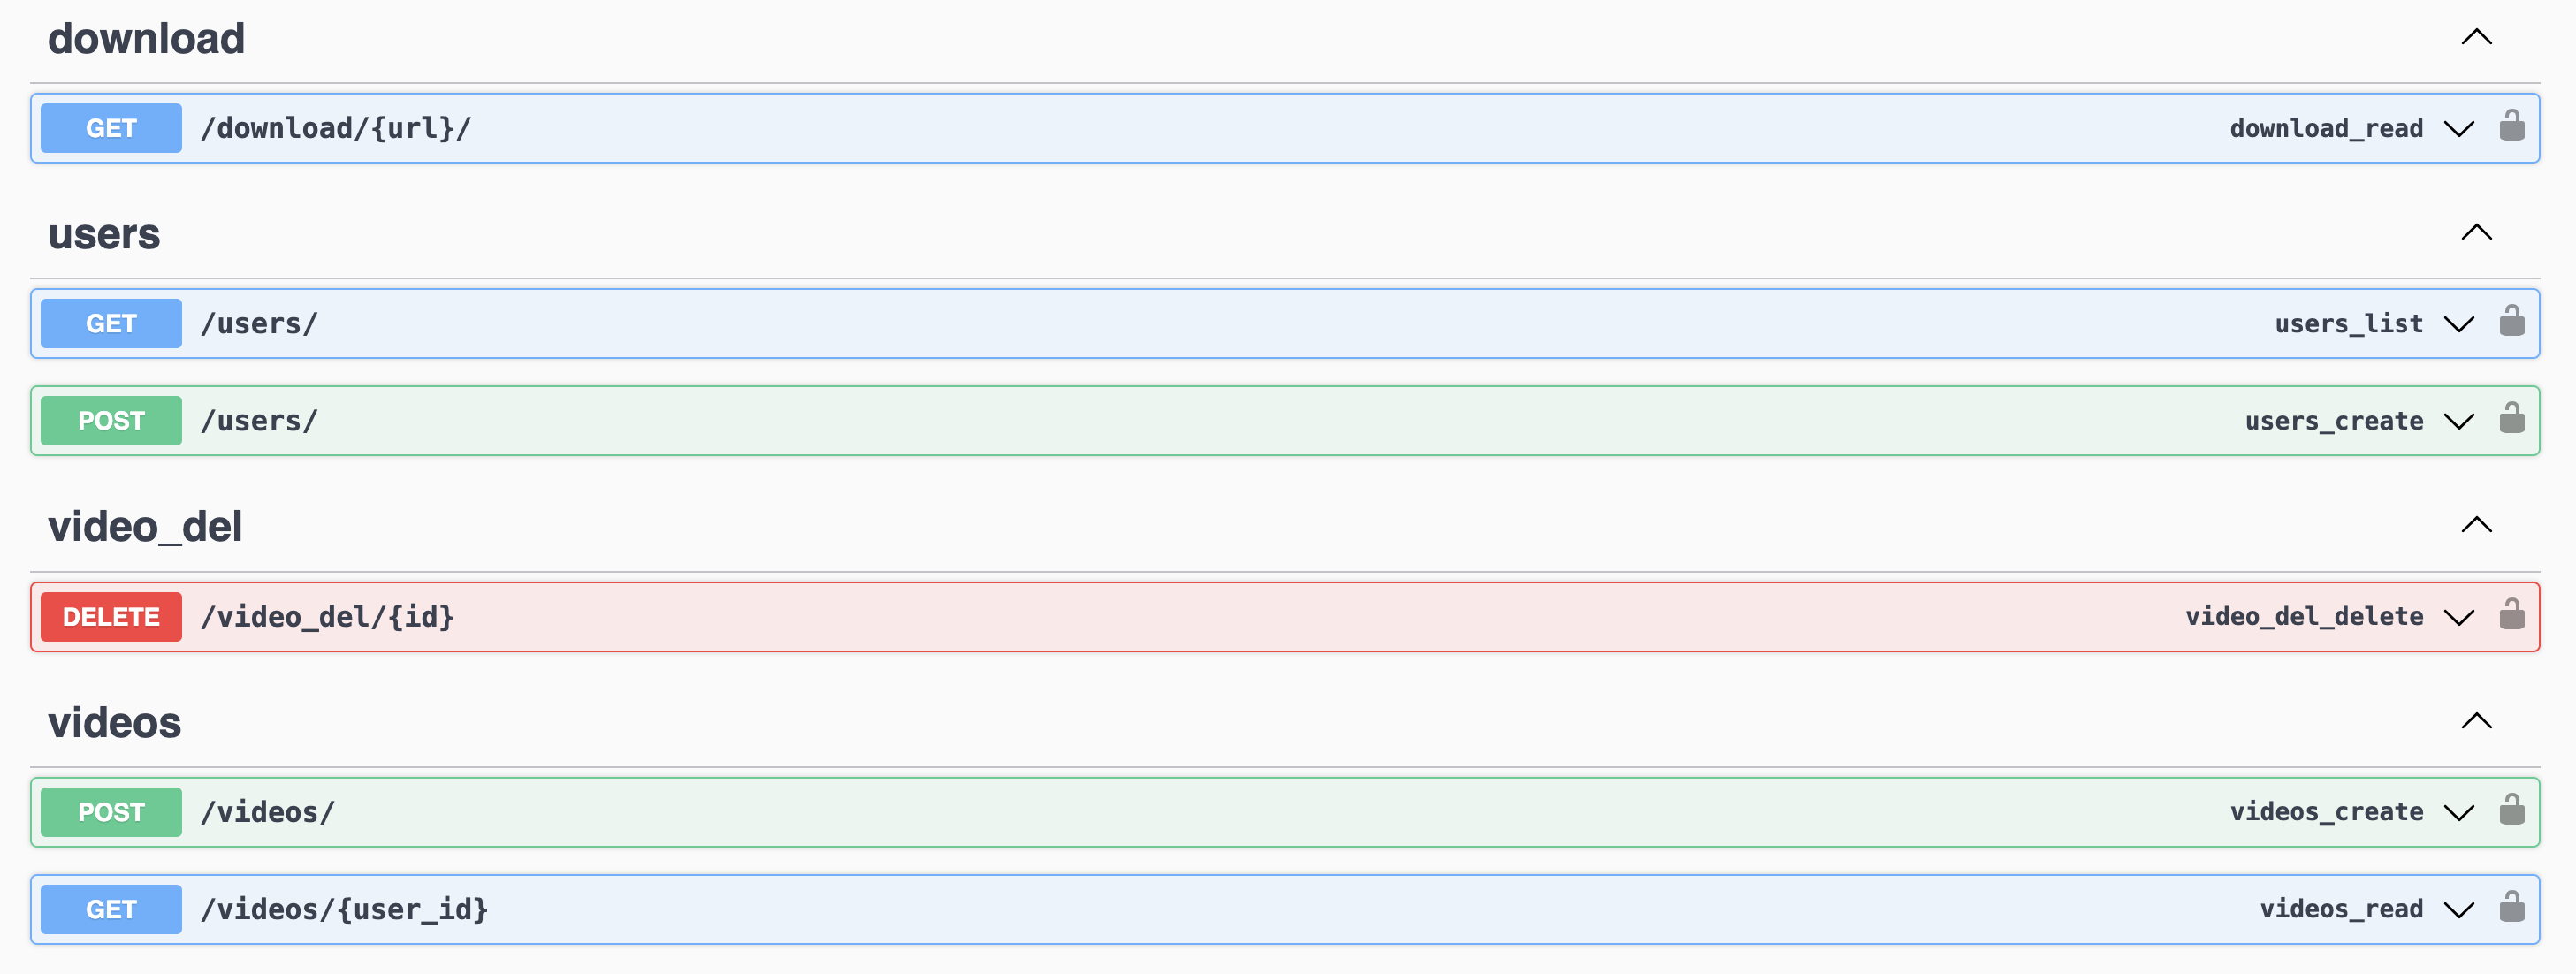 download
GET /download/{url}/ download_read
users
GET /users/ users_list
POST /users/ users_create
video_del
DELETE /video_del/{id} video_del_delete
videos
POST /videos/ videos_create
GET /videos/{user_id} videos_read